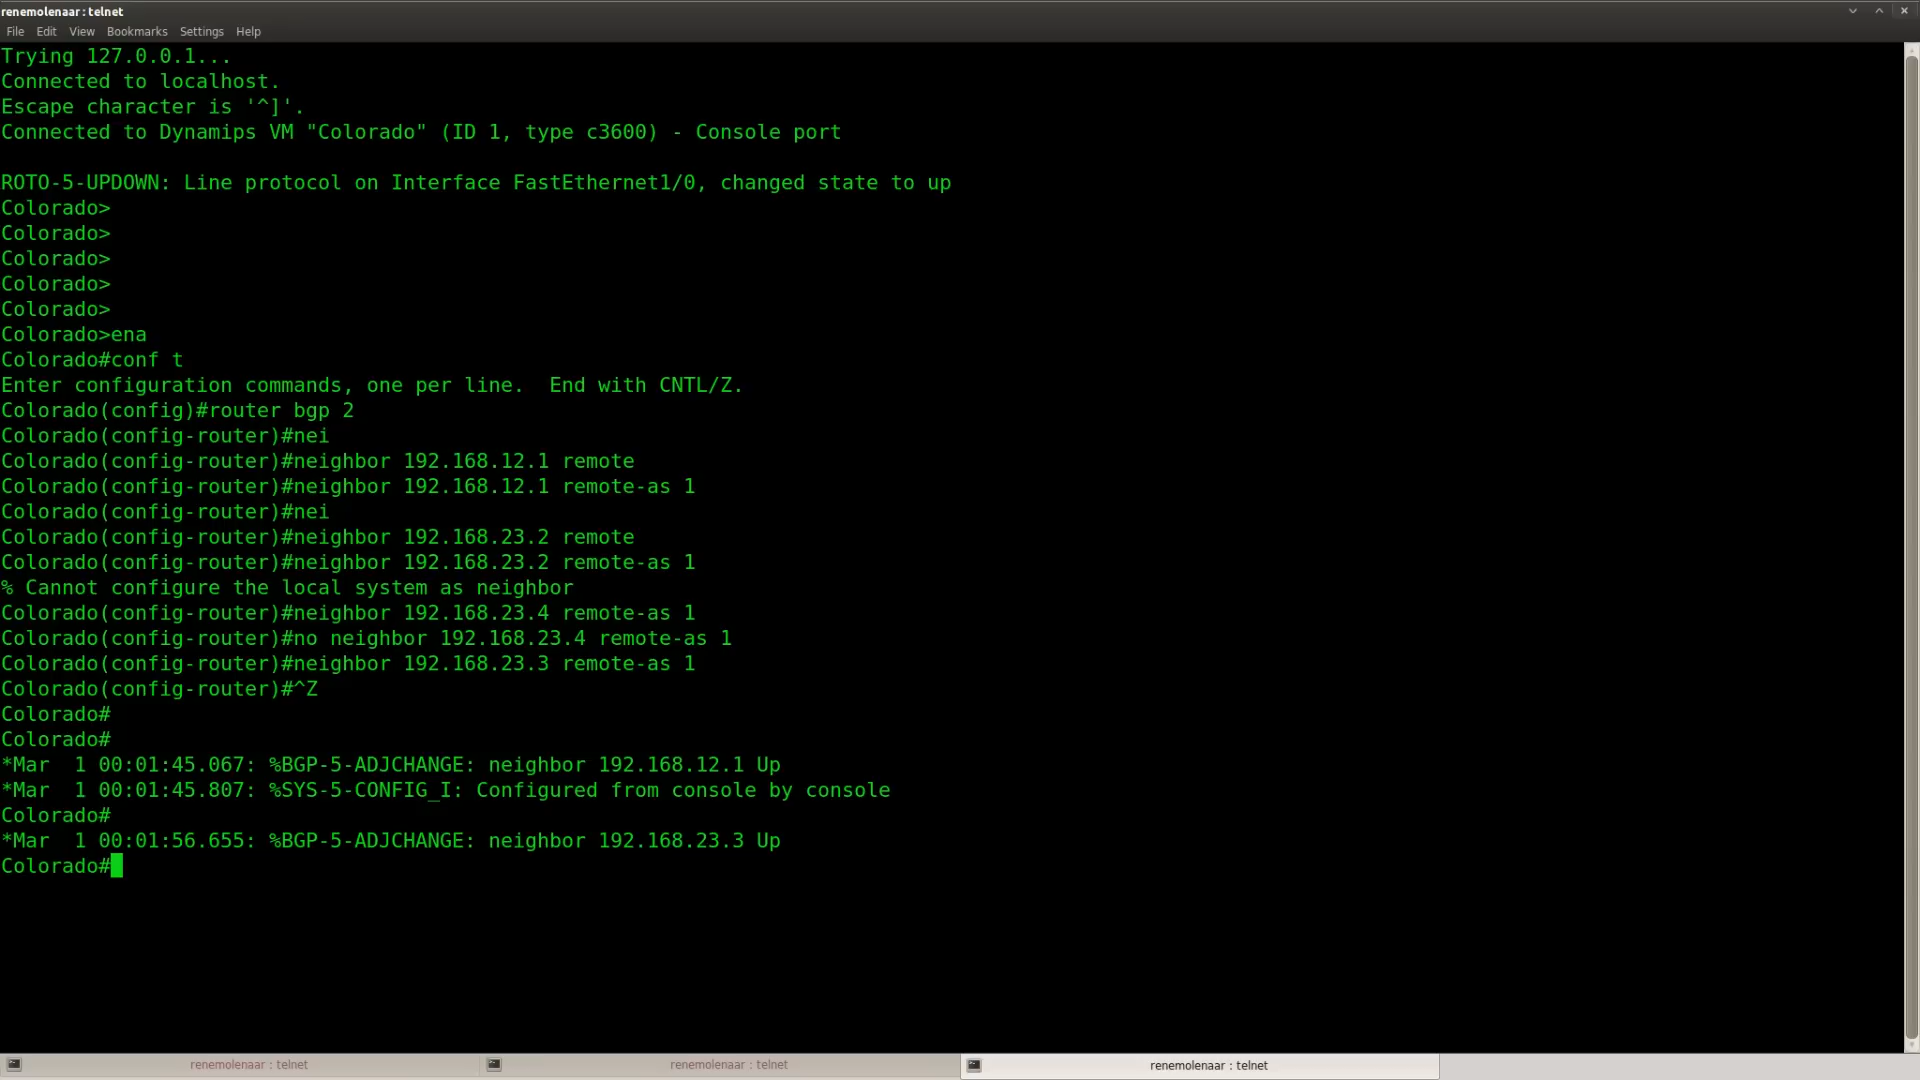 renemolenaar : telnet
File Edit View Bookmarks Settings Help
Trying 127.0.0.1...
Connected to localhost.
Escape character is '^]'.
Connected to Dynamips VM "Colorado" (ID 1, type c3600) - Console port
ROTO-5-UPDOWN: Line protocol on Interface FastEthernet1/0, changed state to up
Colorado>
Colorado>
Colorado>
Colorado>
Colorado>
Colorado>ena
Colorado#conf t
Enter configuration commands, one per line.  End with CNTL/Z.
Colorado(config)#router bgp 2
Colorado(config-router)#nei
Colorado(config-router)#neighbor 192.168.12.1 remote
Colorado(config-router)#neighbor 192.168.12.1 remote-as 1
Colorado(config-router)#nei
Colorado(config-router)#neighbor 192.168.23.2 remote
Colorado(config-router)#neighbor 192.168.23.2 remote-as 1
% Cannot configure the local system as neighbor
Colorado(config-router)#neighbor 192.168.23.4 remote-as 1
Colorado(config-router)#no neighbor 192.168.23.4 remote-as 1
Colorado(config-router)#neighbor 192.168.23.3 remote-as 1
Colorado(config-router)#^Z
Colorado#
Colorado#
*Mar  1 00:01:45.067: %BGP-5-ADJCHANGE: neighbor 192.168.12.1 Up
*Mar  1 00:01:45.807: %SYS-5-CONFIG_I: Configured from console by console
Colorado#
*Mar  1 00:01:56.655: %BGP-5-ADJCHANGE: neighbor 192.168.23.3 Up
Colorado#
renemolenaar : telnet renemolenaar : telnet renemolenaar : telnet